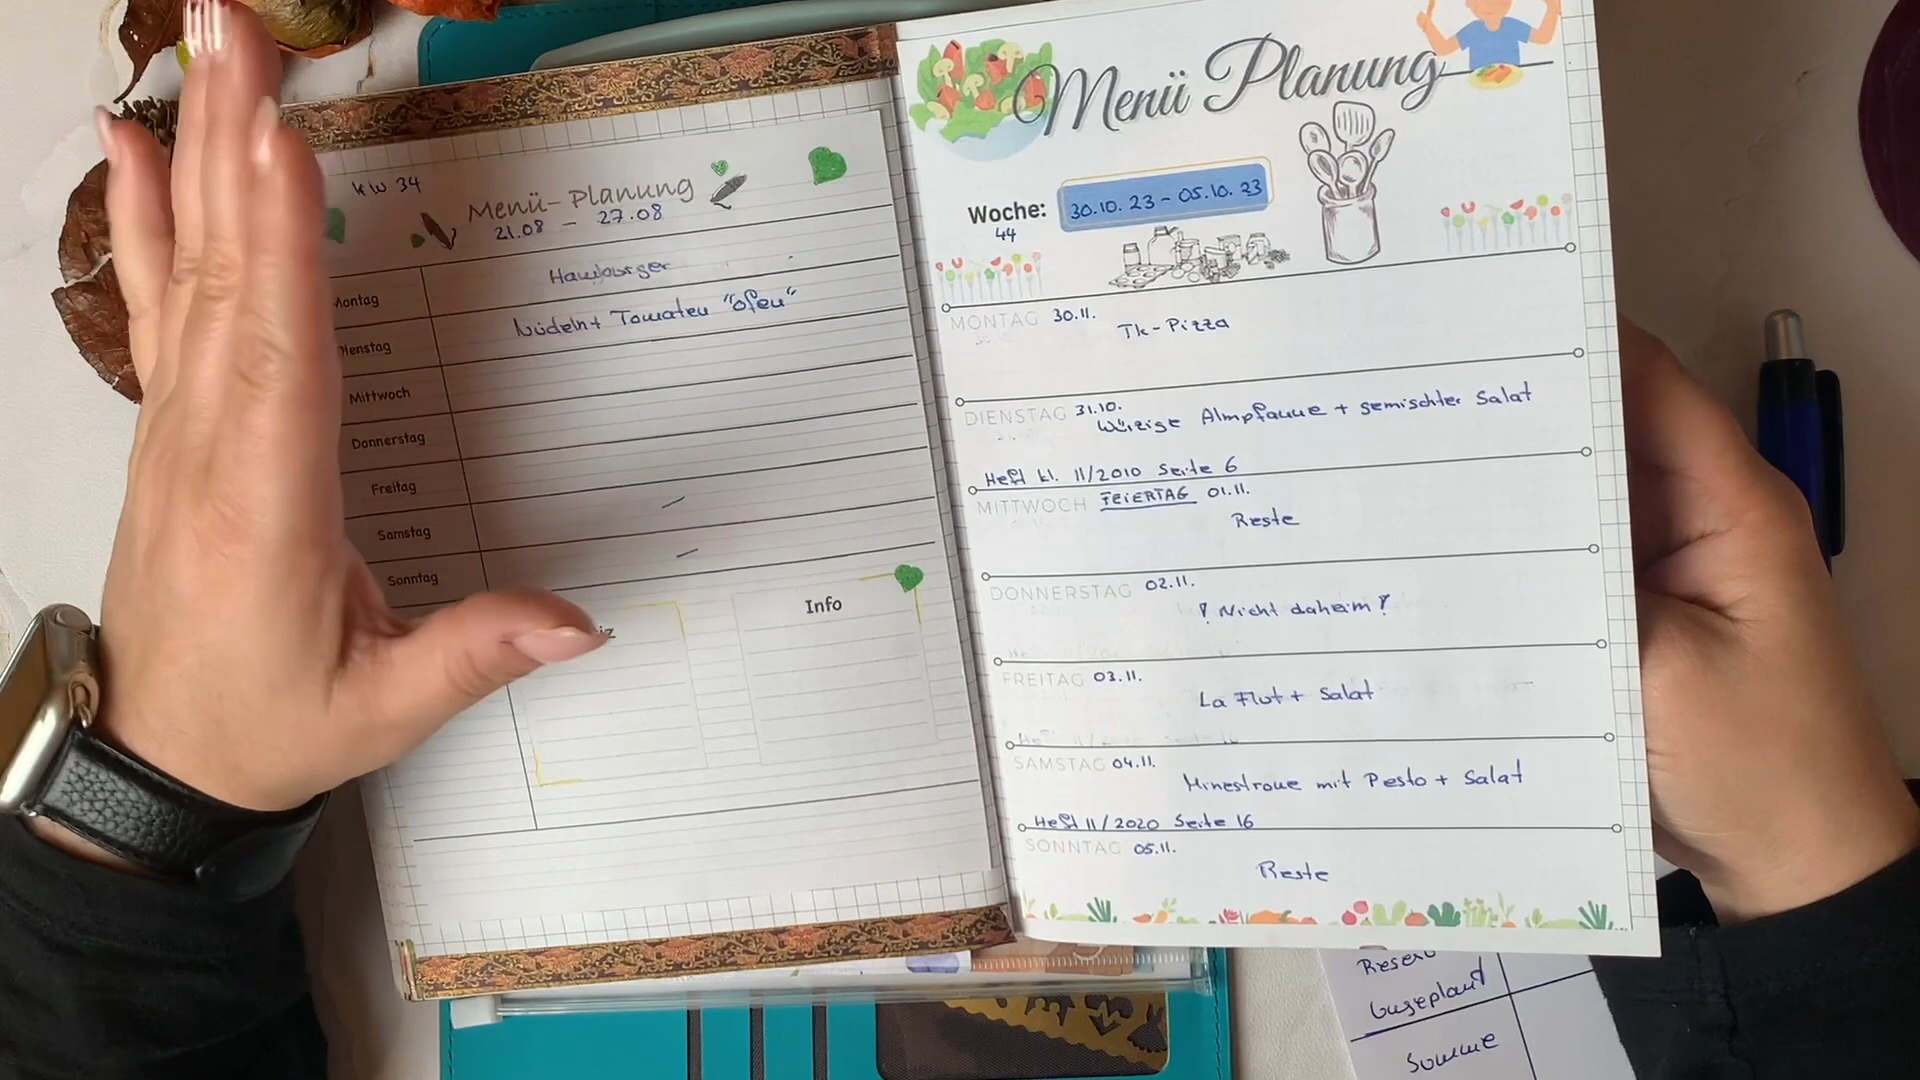 KW 34
Menü-Planung
21.08 – 27.08
Montag
Hamburger
Dienstag
Nudeln + Tomaten "Ofen"
Mittwoch
Donnerstag
Freitag
Samstag
Sonntag
iz
Info
Menü Planung
Woche: 30.10.23 – 05.10.23
44
MONTAG 30.11.
Tk-Pizza
DIENSTAG 31.10.
Würzige Almpfanne + gemischter Salat
Heft kl. 11/2010 Seite 6
MITTWOCH FEIERTAG 01.11.
Reste
DONNERSTAG 02.11.
! Nicht daheim !
FREITAG 03.11.
La Flut + Salat
SAMSTAG 04.11.
Minestrone mit Pesto + Salat
Heft 11/2020 Seite 16
SONNTAG 05.11.
Reste
Summe